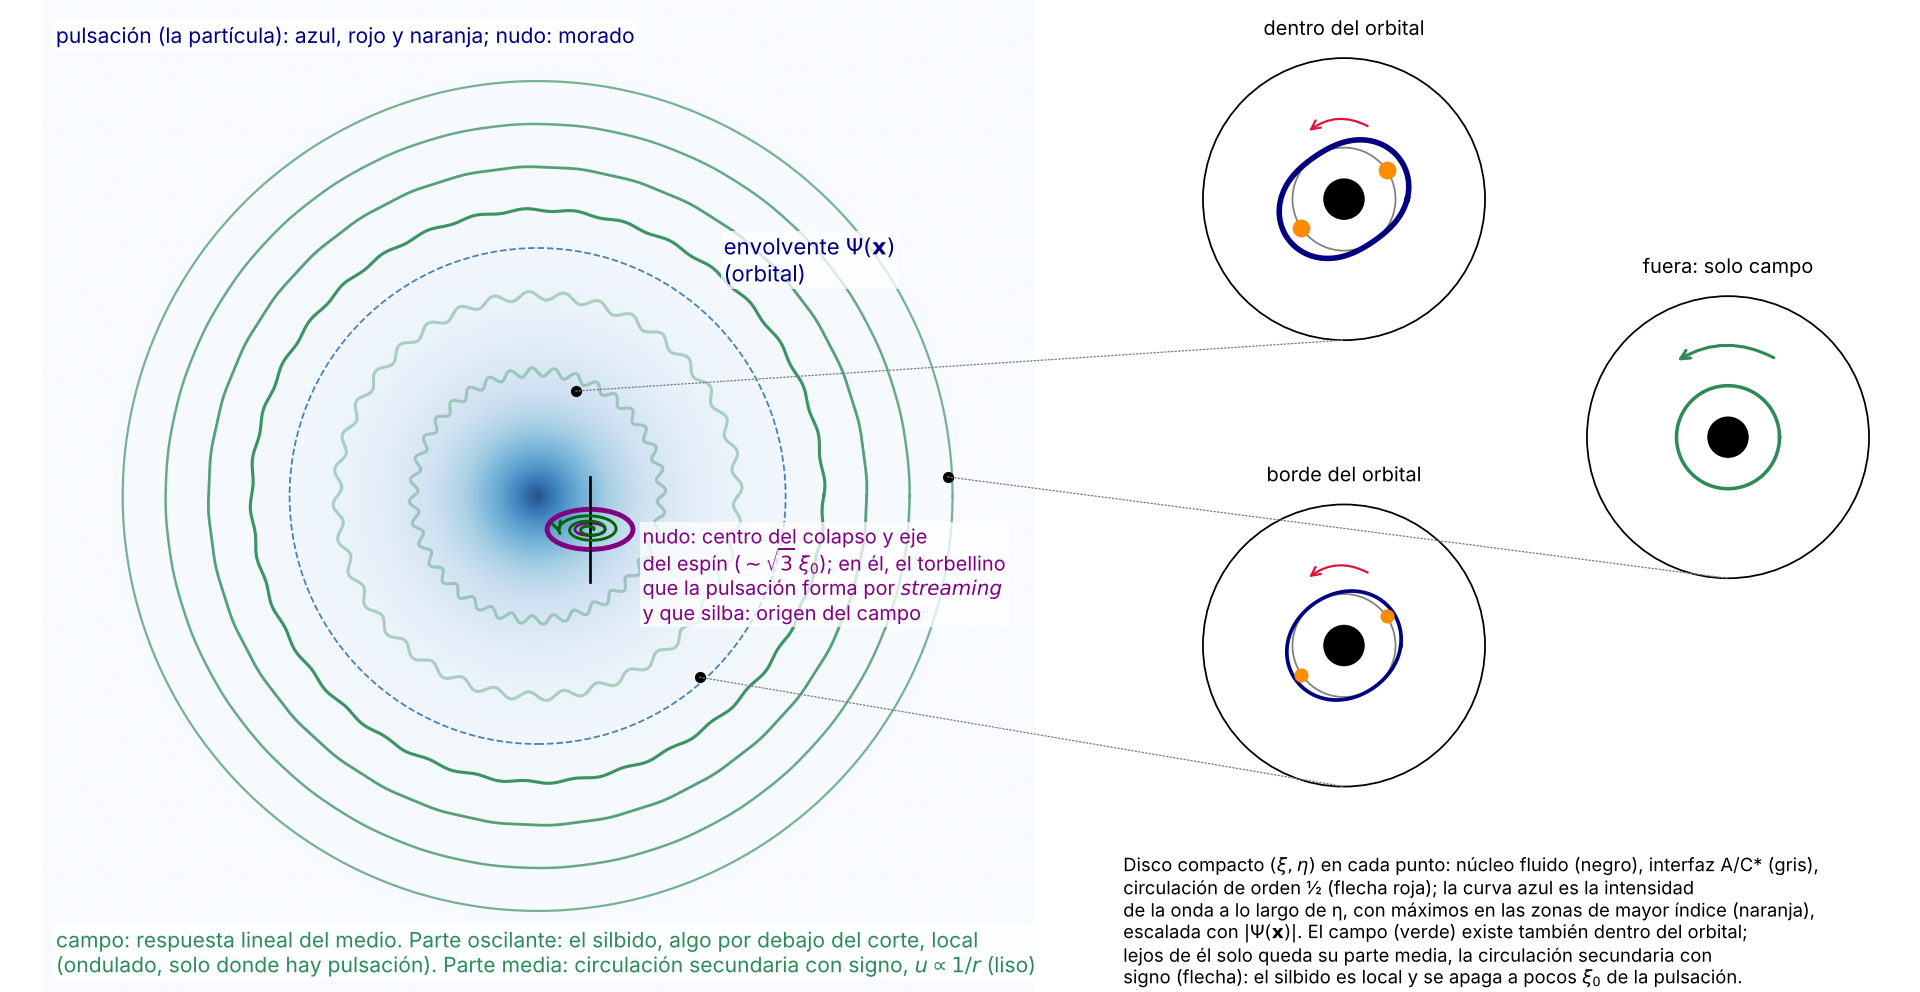 pulsación (la partícula): azul, rojo y naranja; nudo: morado
envolvente Ψ(x)
(orbital)
nudo: centro del colapso y eje
del espín (∼ √3 ξ₀); en él, el torbellino
que la pulsación forma por streaming
y que silba: origen del campo
campo: respuesta lineal del medio. Parte oscilante: el silbido, algo por debajo del corte, local
(ondulado, solo donde hay pulsación). Parte media: circulación secundaria con signo, u ∝ 1/r (liso)
dentro del orbital
fuera: solo campo
borde del orbital
Disco compacto (ξ, η) en cada punto: núcleo fluido (negro), interfaz A/C* (gris),
circulación de orden ½ (flecha roja); la curva azul es la intensidad
de la onda a lo largo de η, con máximos en las zonas de mayor índice (naranja),
escalada con |Ψ(x)|. El campo (verde) existe también dentro del orbital;
lejos de él solo queda su parte media, la circulación secundaria con
signo (flecha): el silbido es local y se apaga a pocos ξ₀ de la pulsación.